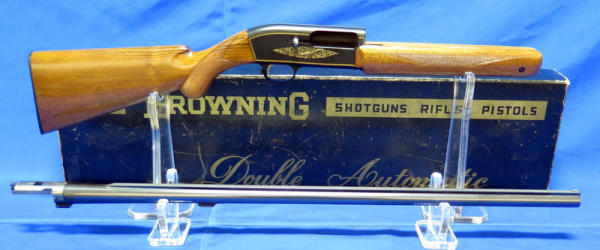 BROWNING
SHOTGUNS RIFLES PISTOLS
Double Automatic